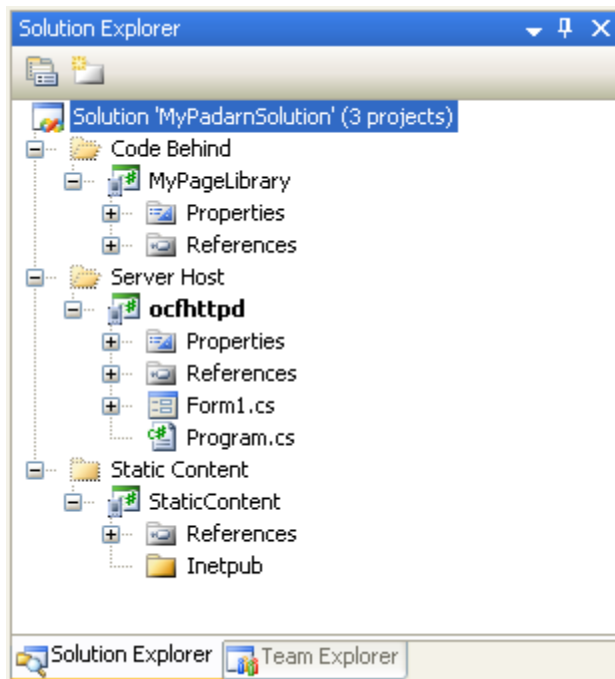 Solution Explorer
Solution 'MyPadarnSolution' (3 projects)
Code Behind
MyPageLibrary
Properties
References
Server Host
ocfhttpd
Properties
References
Form1.cs
Program.cs
Static Content
StaticContent
References
Inetpub
Solution Explorer Team Explorer